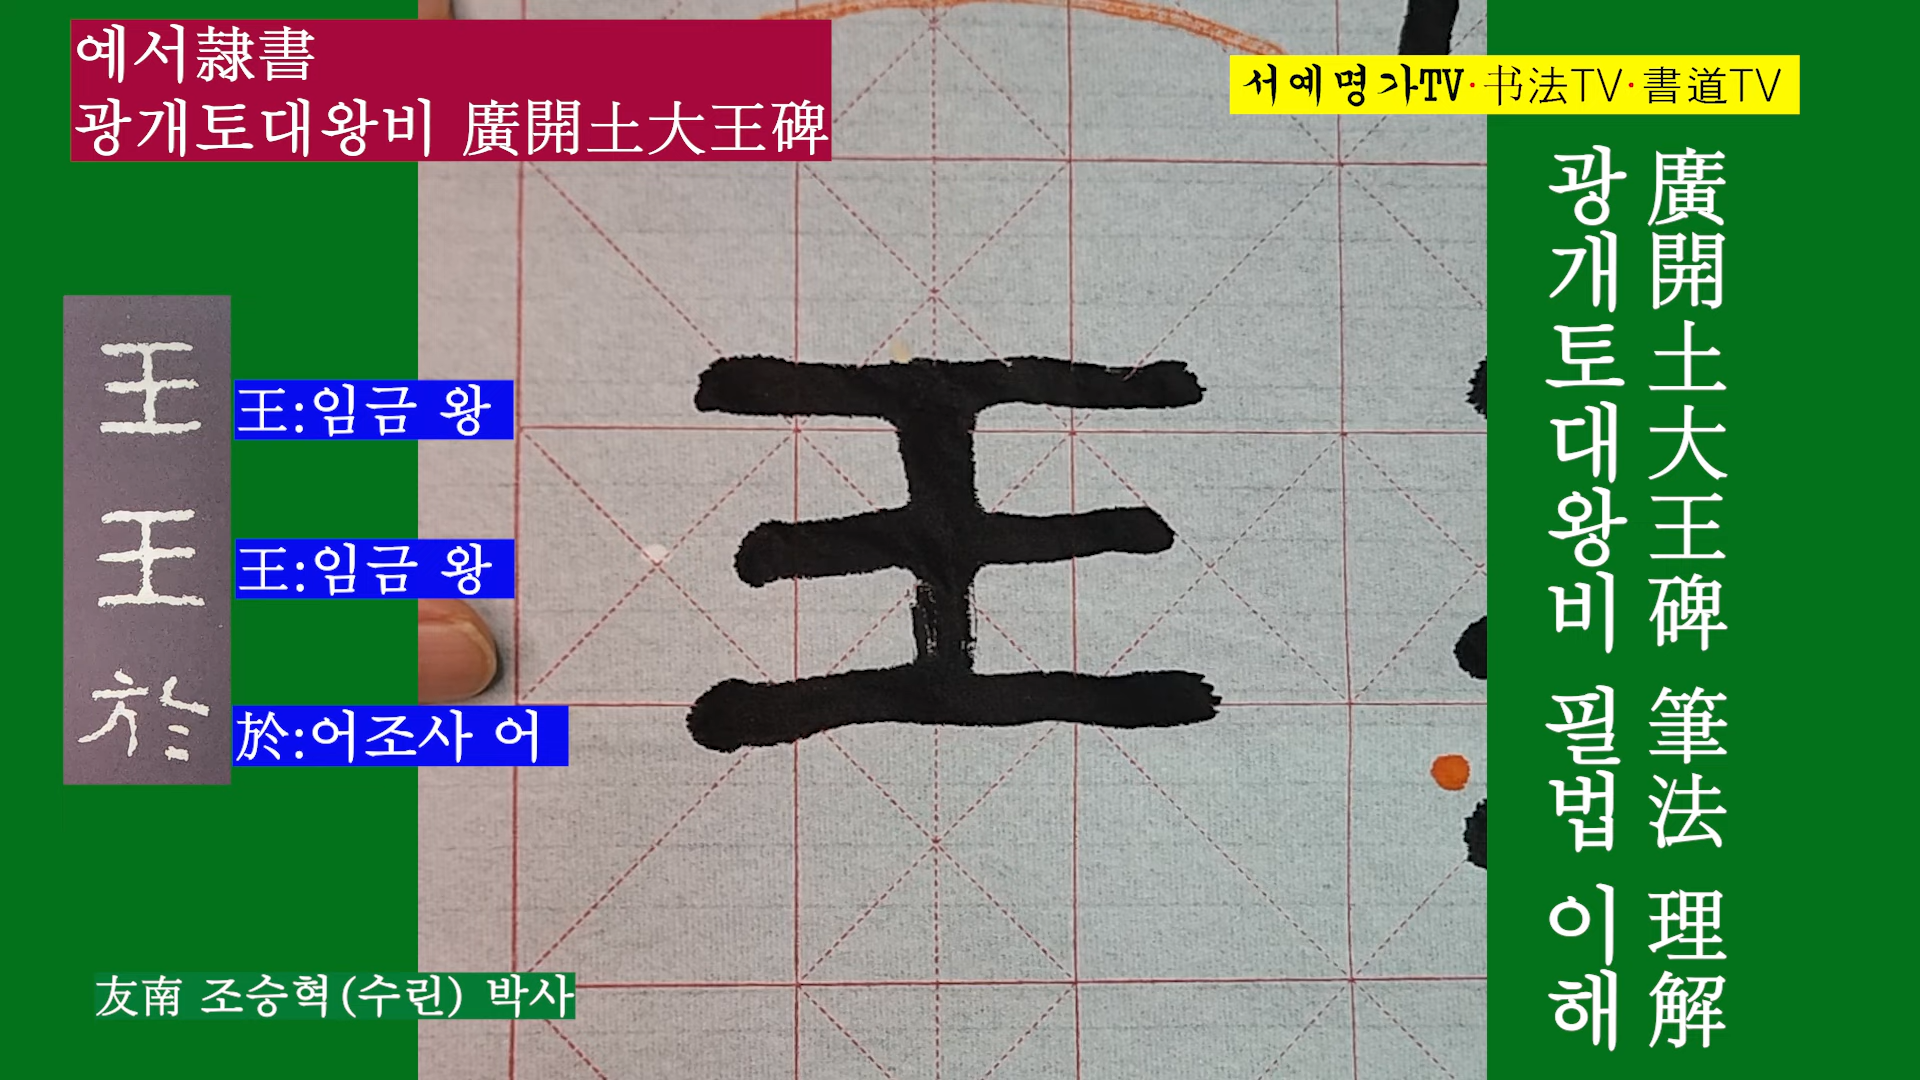 예서隸書
광개토대왕비 廣開土大王碑
서예명가TV·书法TV·書道TV
王
王
於
王:임금 왕
王:임금 왕
於:어조사 어
王
廣開土大王碑 筆法 理解
광개토대왕비 필법 이해
友南 조승혁(수린) 박사